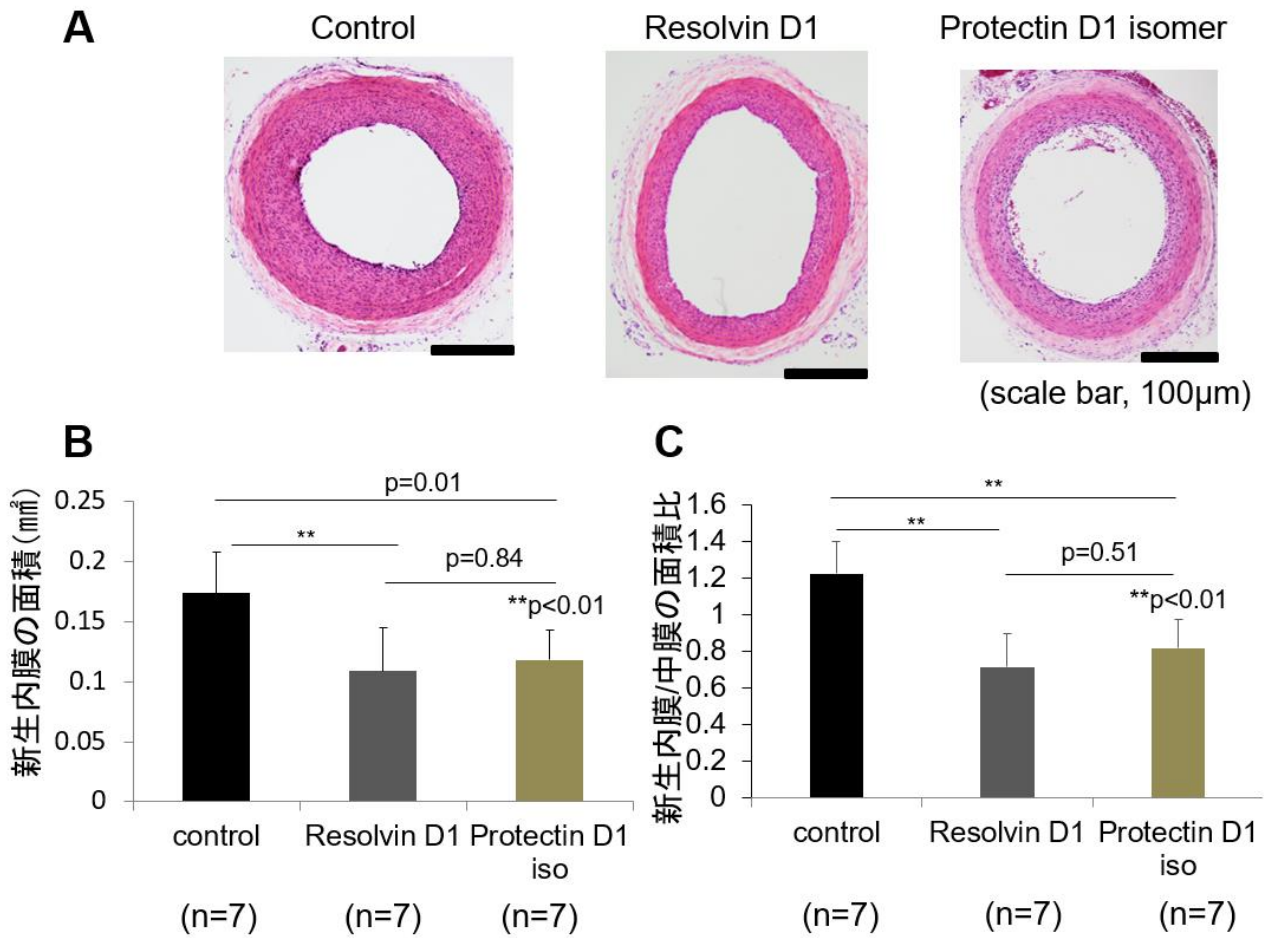 A
Control
Resolvin D1
Protectin D1 isomer
(scale bar, 100μm)
B
新生内膜の面積(㎟)
0.25
0.2
0.15
0.1
0.05
0
p=0.01
**
p=0.84
**p<0.01
control
Resolvin D1
Protectin D1
iso
(n=7)
(n=7)
(n=7)
C
新生内膜/中膜の面積比
1.6
1.4
1.2
1
0.8
0.6
0.4
0.2
0
**
**
p=0.51
**p<0.01
control
Resolvin D1
Protectin D1
iso
(n=7)
(n=7)
(n=7)